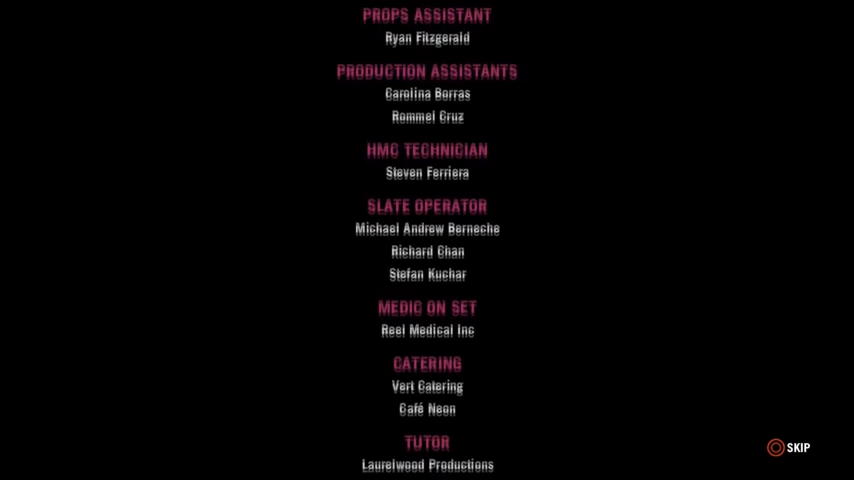 PROPS ASSISTANT
Ryan Fitzgerald
PRODUCTION ASSISTANTS
Carolina Borras
Rommel Cruz
HMC TECHNICIAN
Steven Ferriera
SLATE OPERATOR
Michael Andrew Berneche
Richard Chan
Stefan Kuchar
MEDIC ON SET
Reel Medical Inc
CATERING
Vert Catering
Café Neon
TUTOR
Laurelwood Productions
SKIP